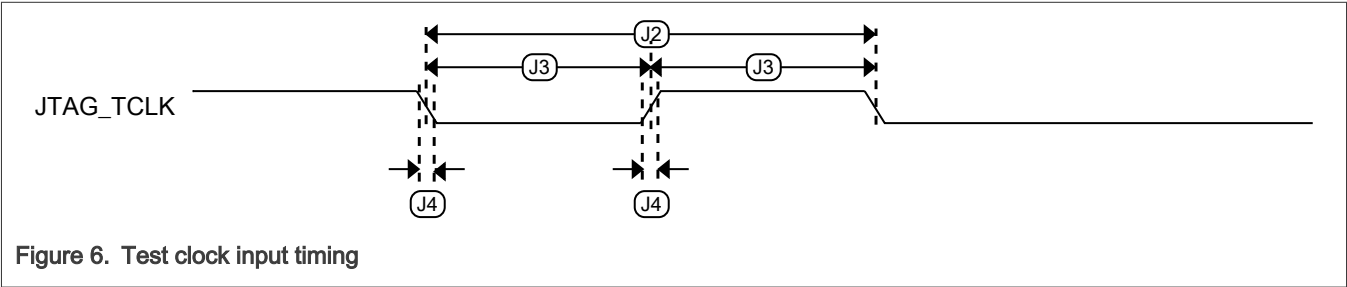 J2
J3 J3
JTAG_TCLK
J4 J4
Figure 6. Test clock input timing